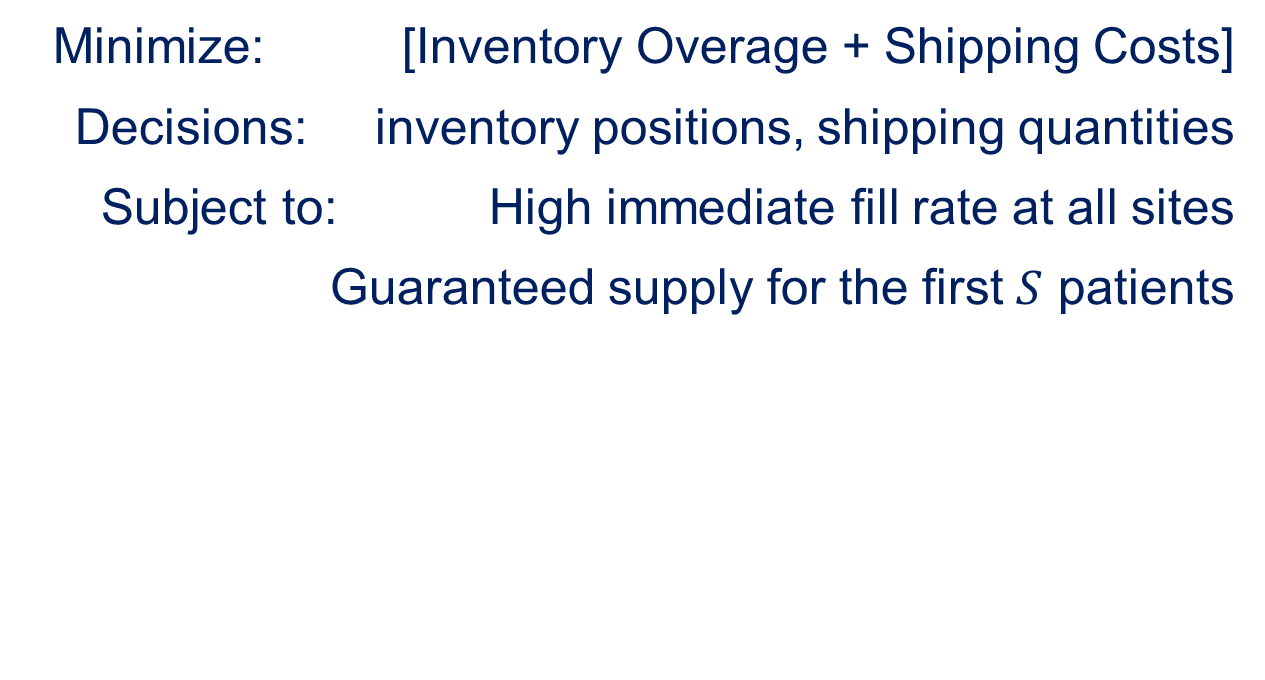 Minimize: [Inventory Overage + Shipping Costs]
Decisions: inventory positions, shipping quantities
Subject to: High immediate fill rate at all sites
Guaranteed supply for the first S patients